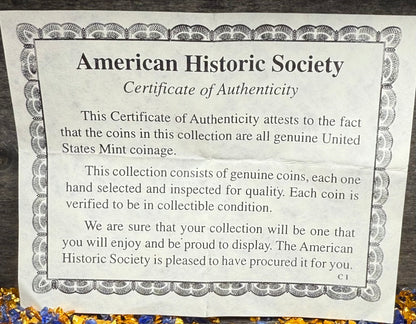 American Historic Society
Certificate of Authenticity
This Certificate of Authenticity attests to the fact
that the coins in this collection are all genuine United
States Mint coinage.
This collection consists of genuine coins, each one
hand selected and inspected for quality. Each coin is
verified to be in collectible condition.
We are sure that your collection will be one that
you will enjoy and be proud to display. The American
Historic Society is pleased to have procured it for you.
C 1